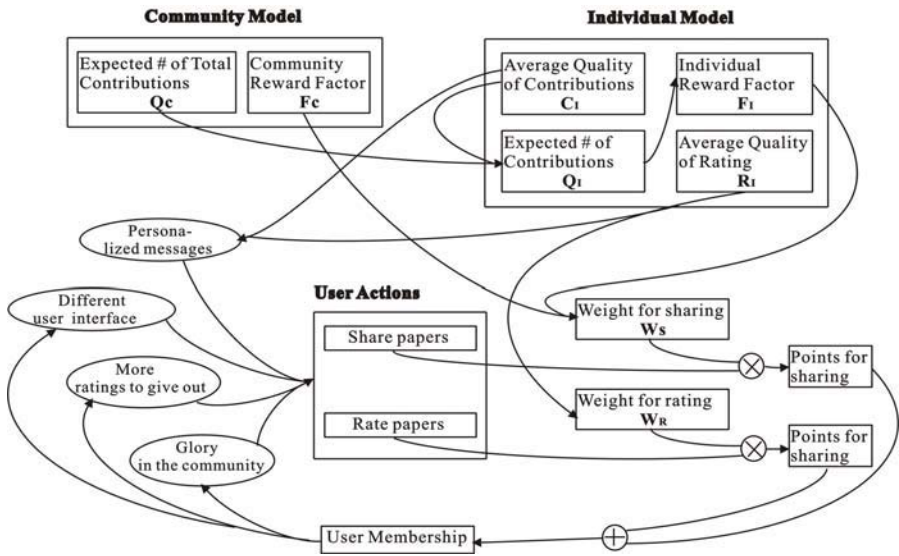 Community Model
Expected # of Total
Contributions
Qc
Community
Reward Factor
Fc
Individual Model
Average Quality
of Contributions
CI
Individual
Reward Factor
FI
Expected # of
Contributions
QI
Average Quality
of Rating
RI
Persona-
lized messages
Different
user interface
More
ratings to give out
Glory
in the community
User Actions
Share papers
Rate papers
Weight for sharing
Ws
Points for
sharing
Weight for rating
WR
Points for
sharing
User Membership